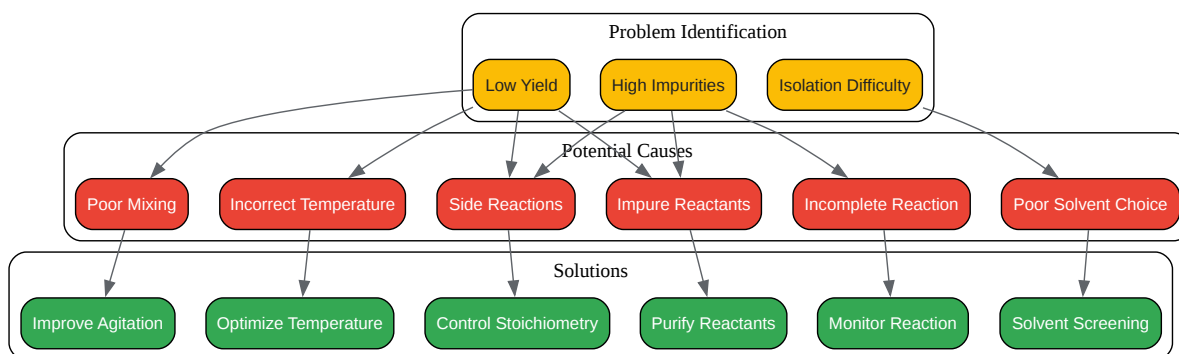 Problem Identification
Low Yield
High Impurities
Isolation Difficulty
Potential Causes
Poor Mixing
Incorrect Temperature
Side Reactions
Impure Reactants
Incomplete Reaction
Poor Solvent Choice
Solutions
Improve Agitation
Optimize Temperature
Control Stoichiometry
Purify Reactants
Monitor Reaction
Solvent Screening